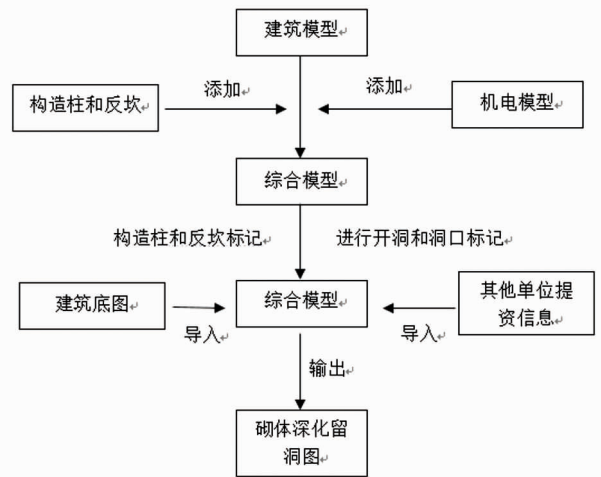 建筑模型
构造柱和反坎
添加
添加
机电模型
综合模型
构造柱和反坎标记
进行开洞和洞口标记
建筑底图
导入
综合模型
导入
其他单位提
资信息
输出
砌体深化留
洞图